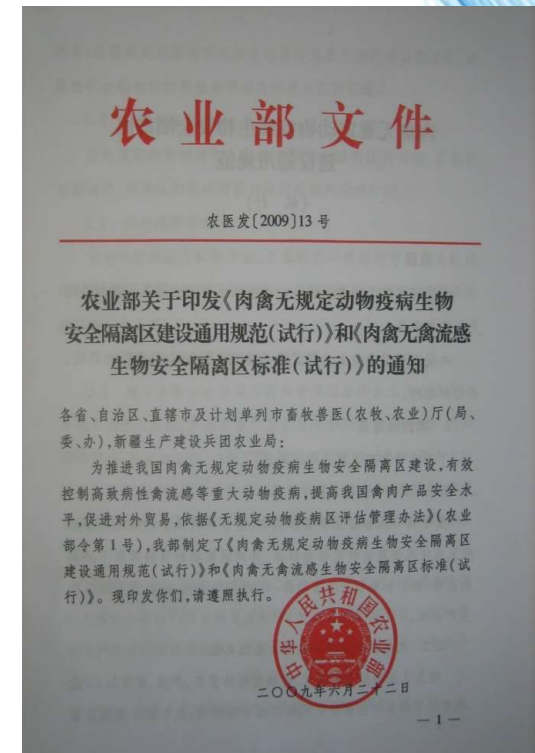 农业部文件
农医发〔2009〕13号
农业部关于印发《肉禽无规定动物疫病生物
安全隔离区建设通用规范(试行)》和《肉禽无禽流感
生物安全隔离区标准(试行)》的通知
各省、自治区、直辖市及计划单列市畜牧兽医(农牧、农业)厅(局、
委、办),新疆生产建设兵团农业局:
为推进我国肉禽无规定动物疫病生物安全隔离区建设,有效
控制高致病性禽流感等重大动物疫病,提高我国禽肉产品安全水
平,促进对外贸易,依据《无规定动物疫病区评估管理办法》(农业
部令第1号),我部制定了《肉禽无规定动物疫病生物安全隔离区
建设通用规范(试行)》和《肉禽无禽流感生物安全隔离区标准(试
行)》。现印发你们,请遵照执行。
中华人民共和国农业部
二〇〇九年六月二十二日
— 1 —